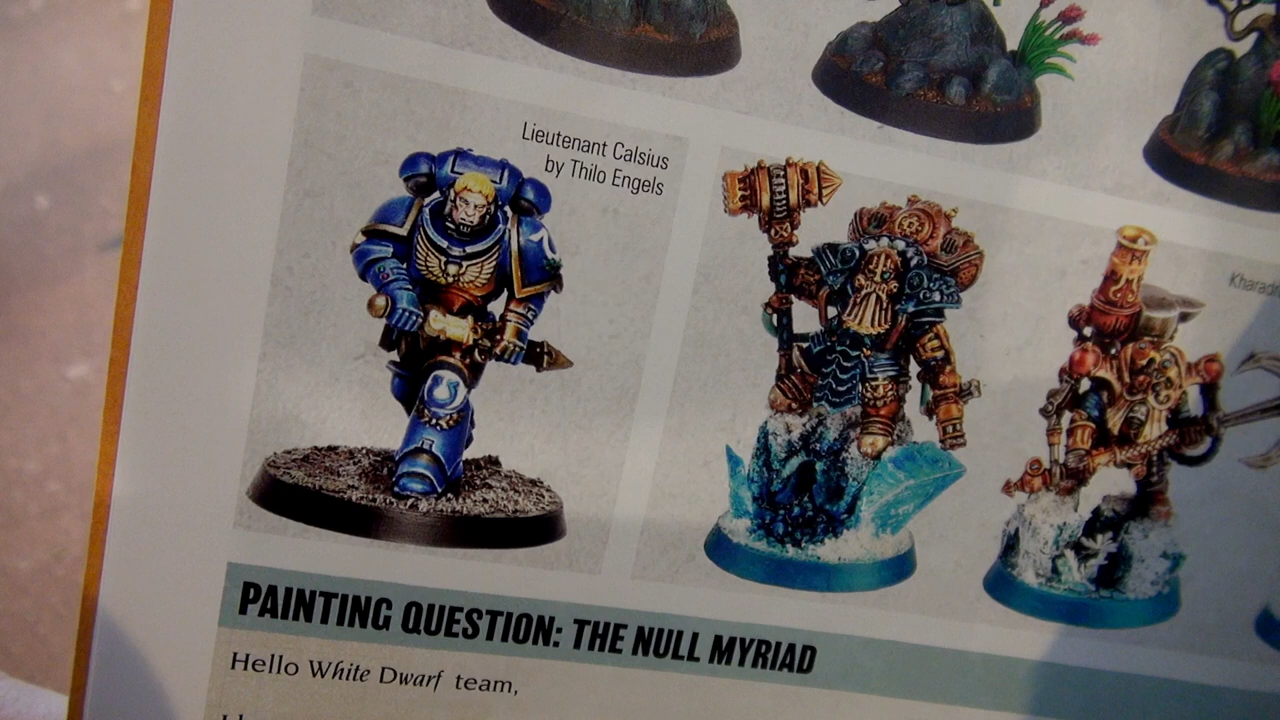 Lieutenant Calsius
by Thilo Engels
PAINTING QUESTION: THE NULL MYRIAD
Hello White Dwarf team,